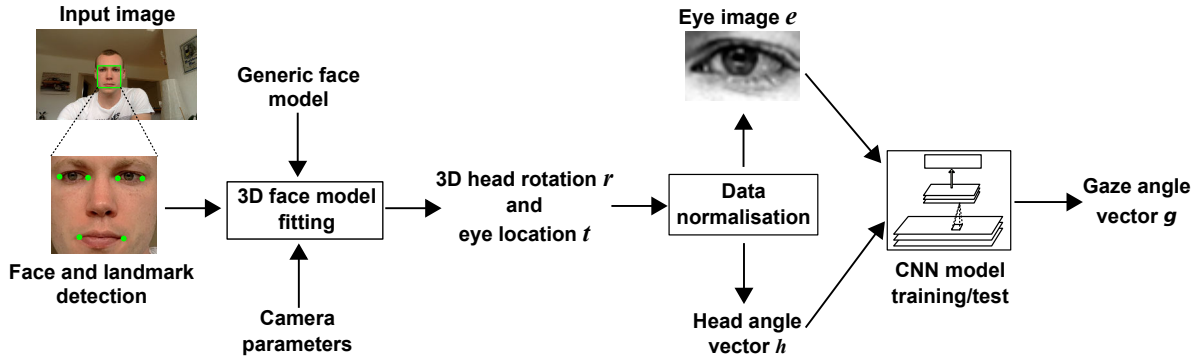 Input image
Face and landmark
detection
Generic face
model
3D face model
fitting
Camera
parameters
3D head rotation r
and
eye location t
Eye image e
Data
normalisation
Head angle
vector h
CNN model
training/test
Gaze angle
vector g